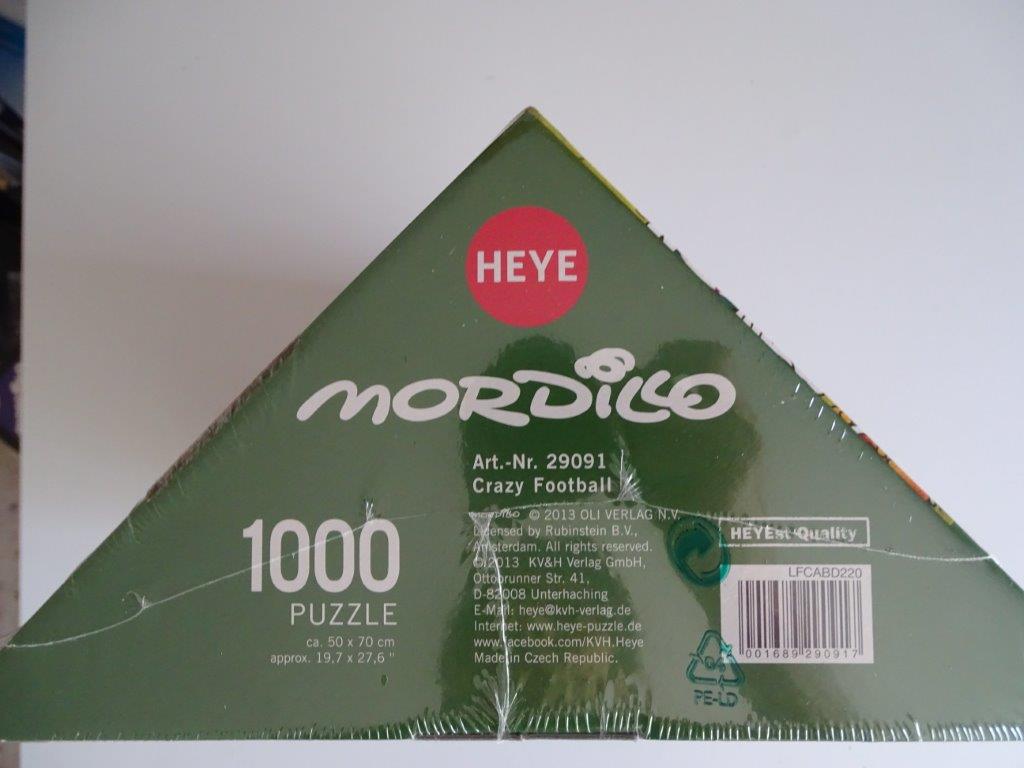 HEYE
MORDILLO
Art.-Nr. 29091
Crazy Football
1000
PUZZLE
ca. 50 x 70 cm
approx. 19,7 x 27,6 "
MORDILLO © 2013 OLI VERLAG N.V.
Licensed by Rubinstein B.V.,
Amsterdam. All rights reserved.
© 2013 KV&H Verlag GmbH,
Ottobrunner Str. 41,
D-82008 Unterhaching
E-Mail: heye@kvh-verlag.de
Internet: www.heye-puzzle.de
www.facebook.com/KVH.Heye
Made in Czech Republic.
HEYEst Quality
LFCABD220
001689 290917
04
PE-LD